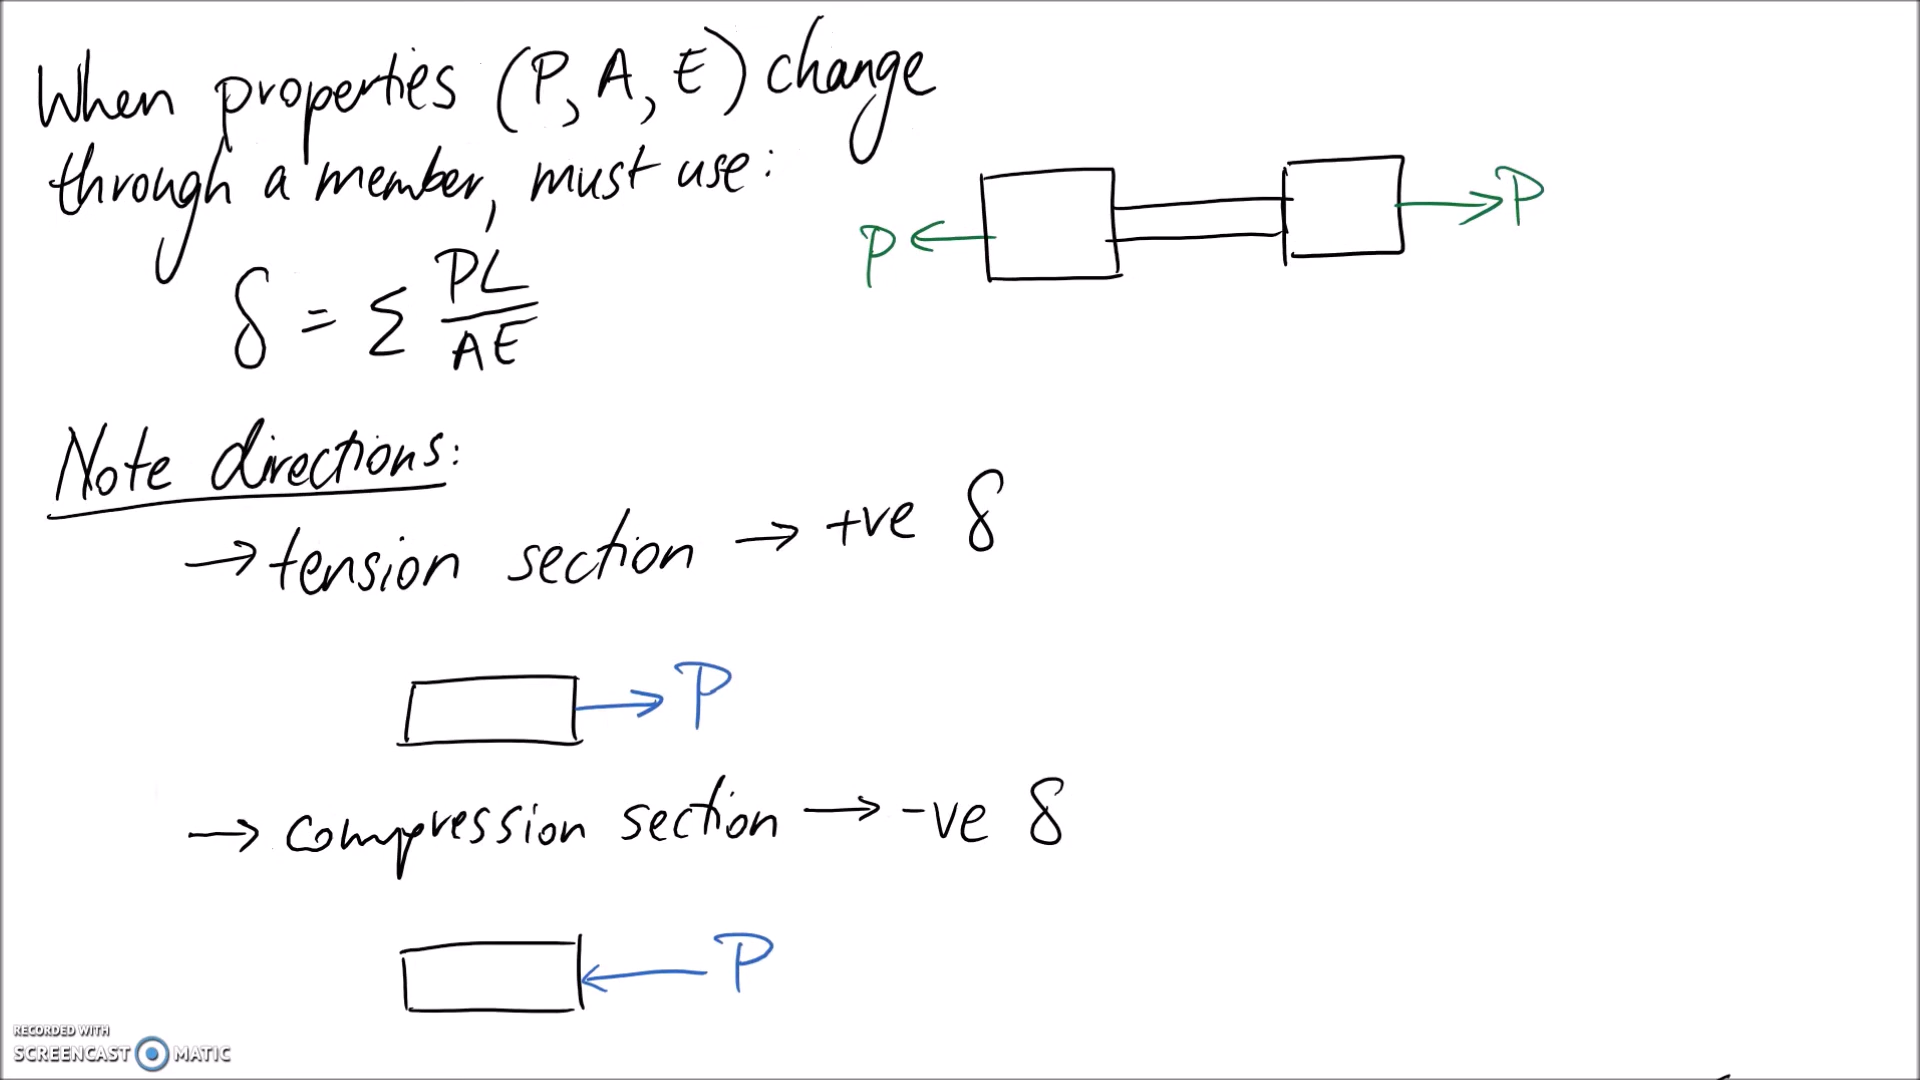 When properties (P, A, E) change
through a member, must use:
P
P
δ = Σ PL/AE
Note directions:
→ tension section → +ve δ
P
→ compression section → -ve δ
P
RECORDED WITH
SCREENCAST MATIC